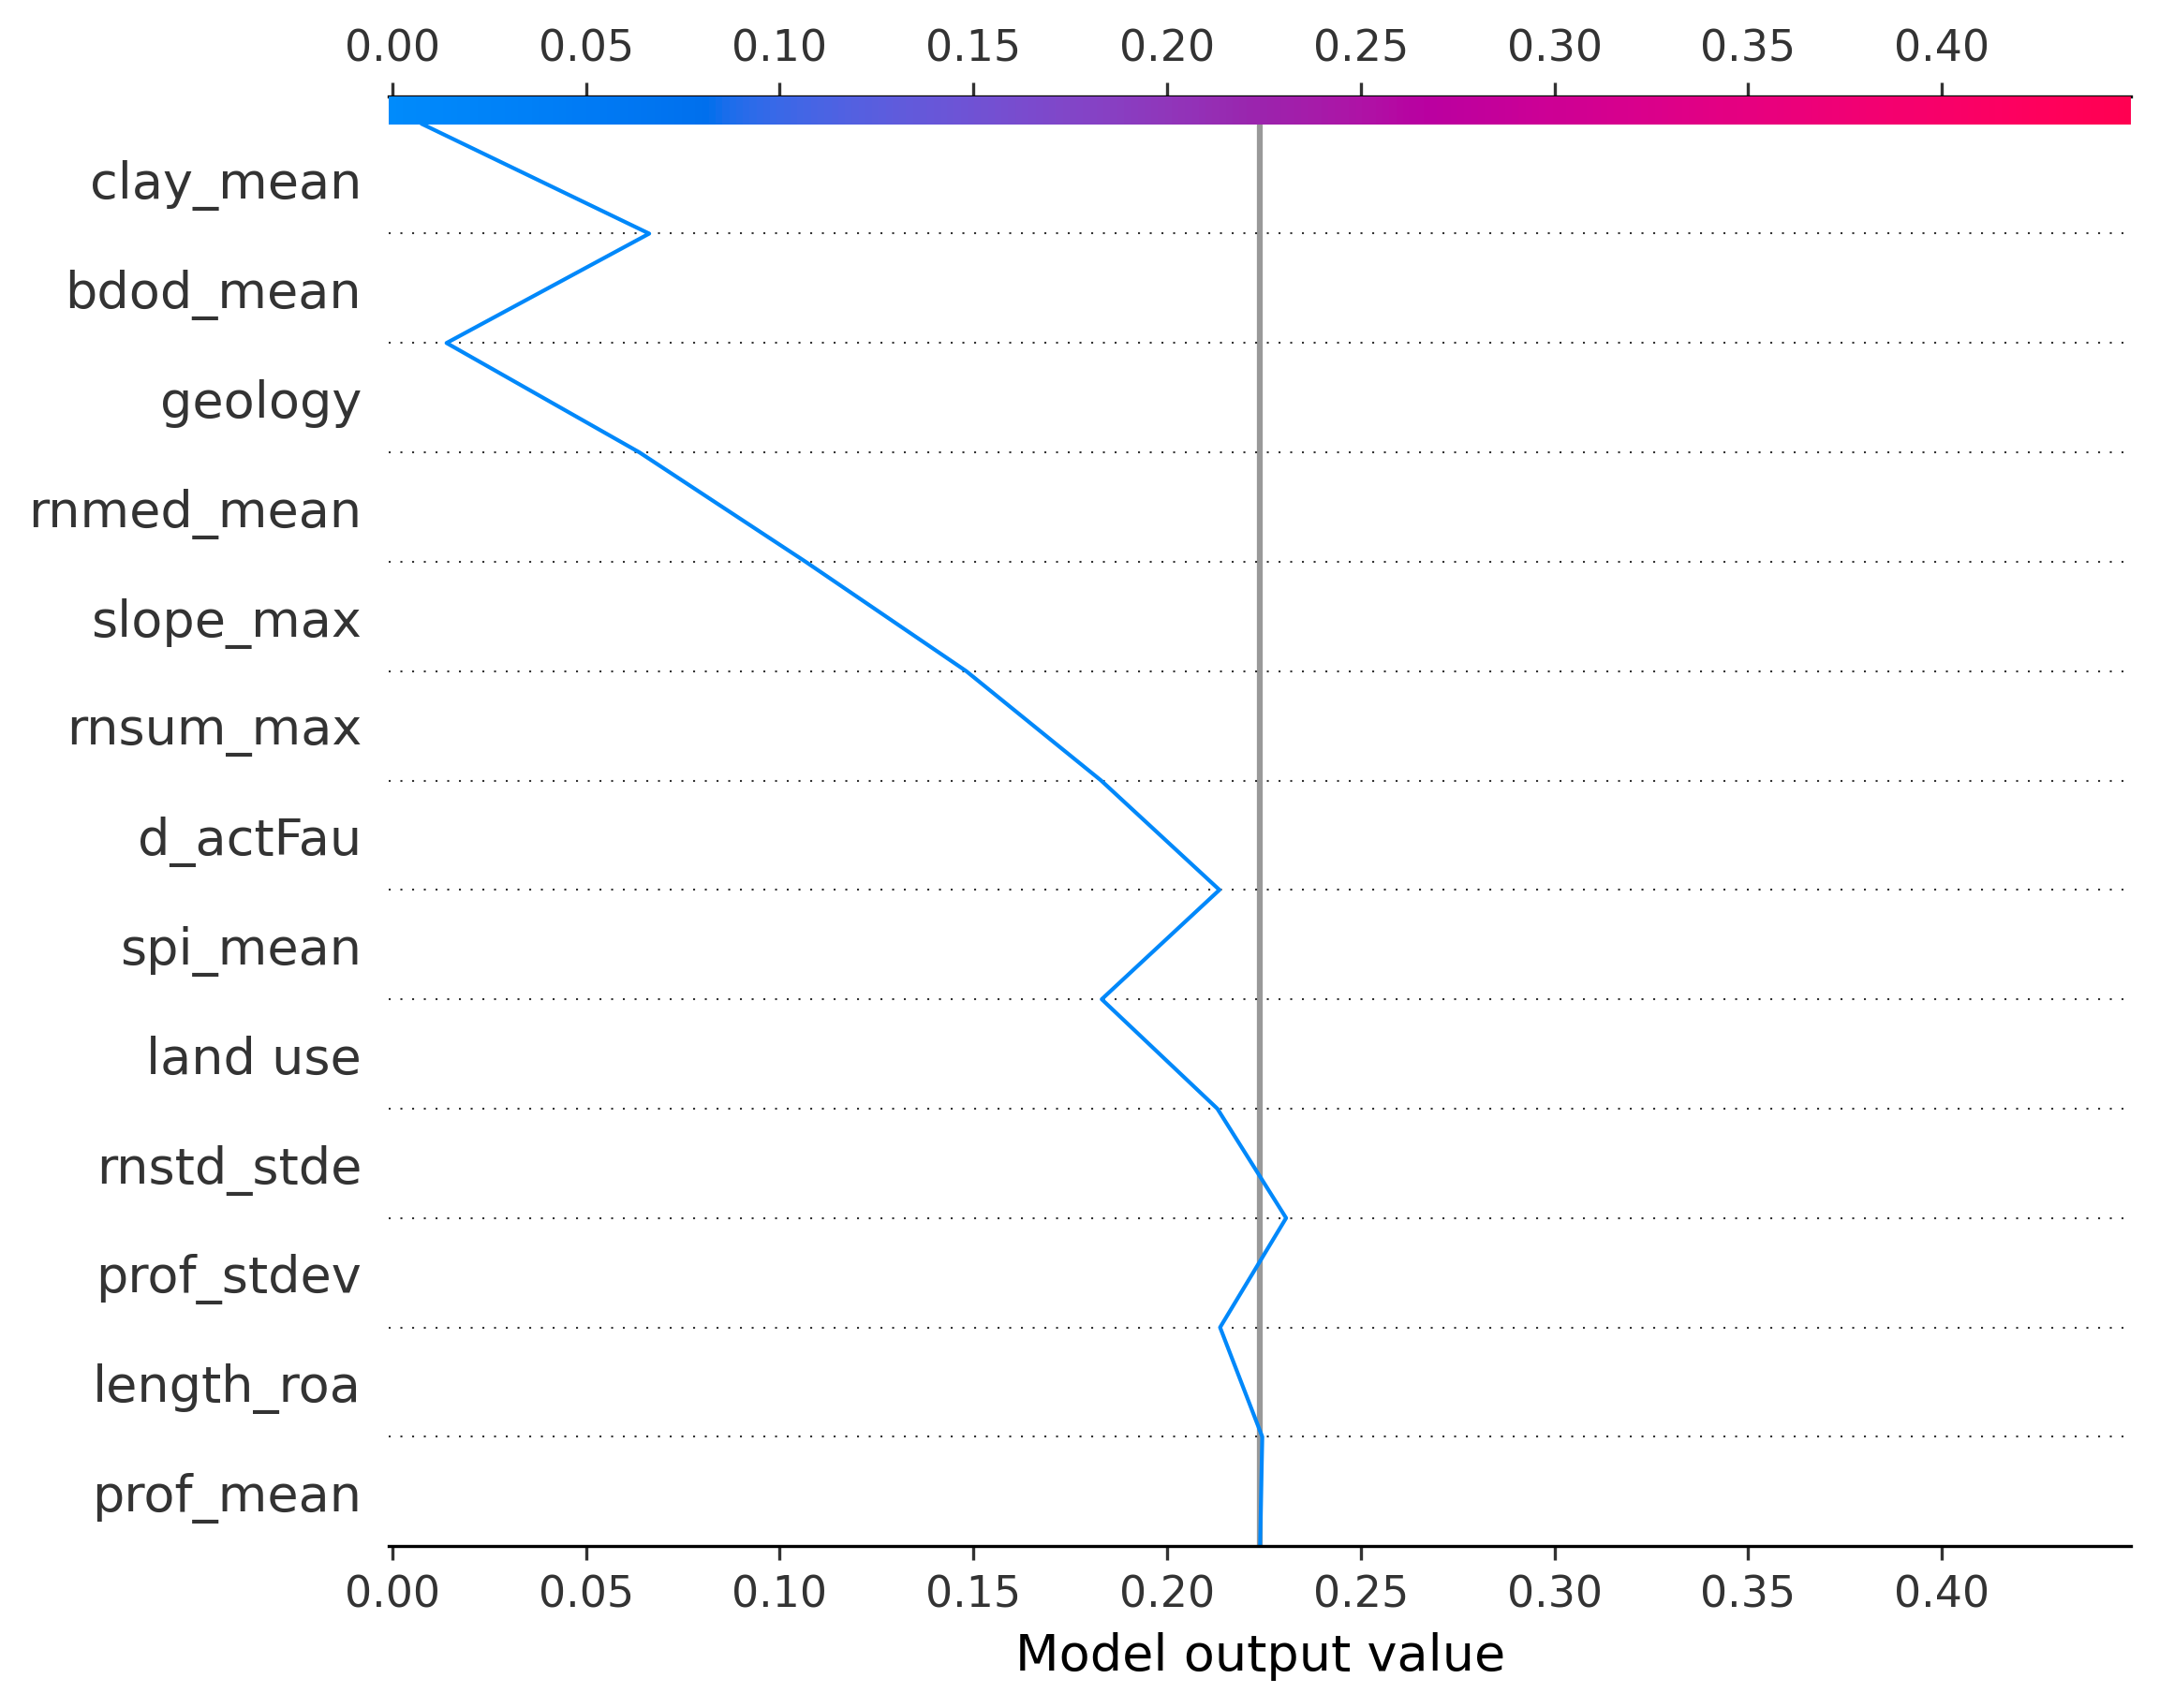 0.00 0.05 0.10 0.15 0.20 0.25 0.30 0.35 0.40
clay_mean
bdod_mean
geology
rnmed_mean
slope_max
rnsum_max
d_actFau
spi_mean
land use
rnstd_stde
prof_stdev
length_roa
prof_mean
0.00 0.05 0.10 0.15 0.20 0.25 0.30 0.35 0.40
Model output value